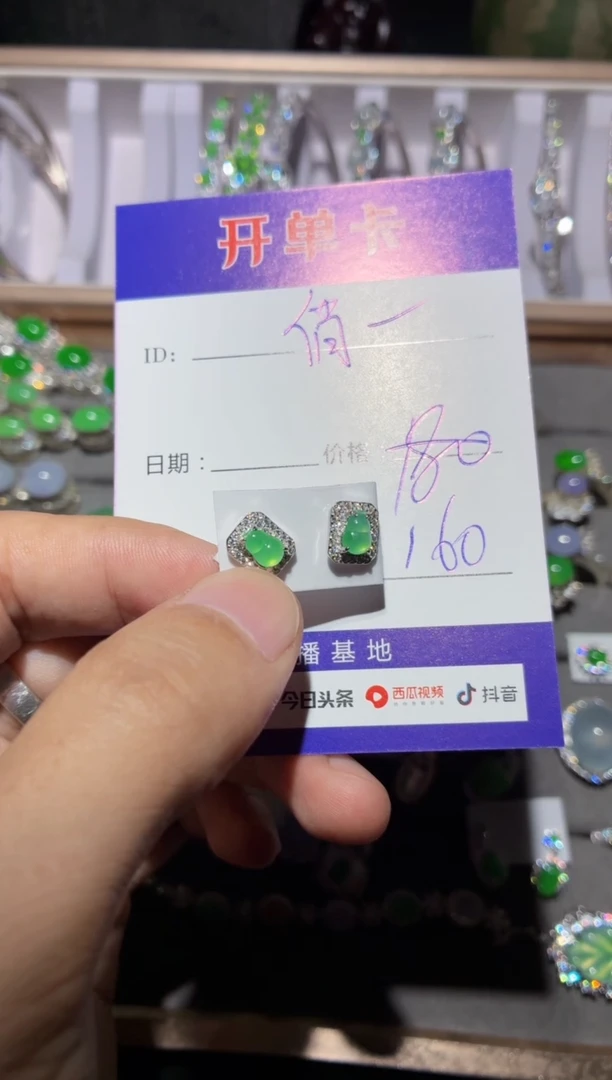 开单卡
ID: 俏一
日期: 价格 180
160
播基地
今日头条 西瓜视频 抖音